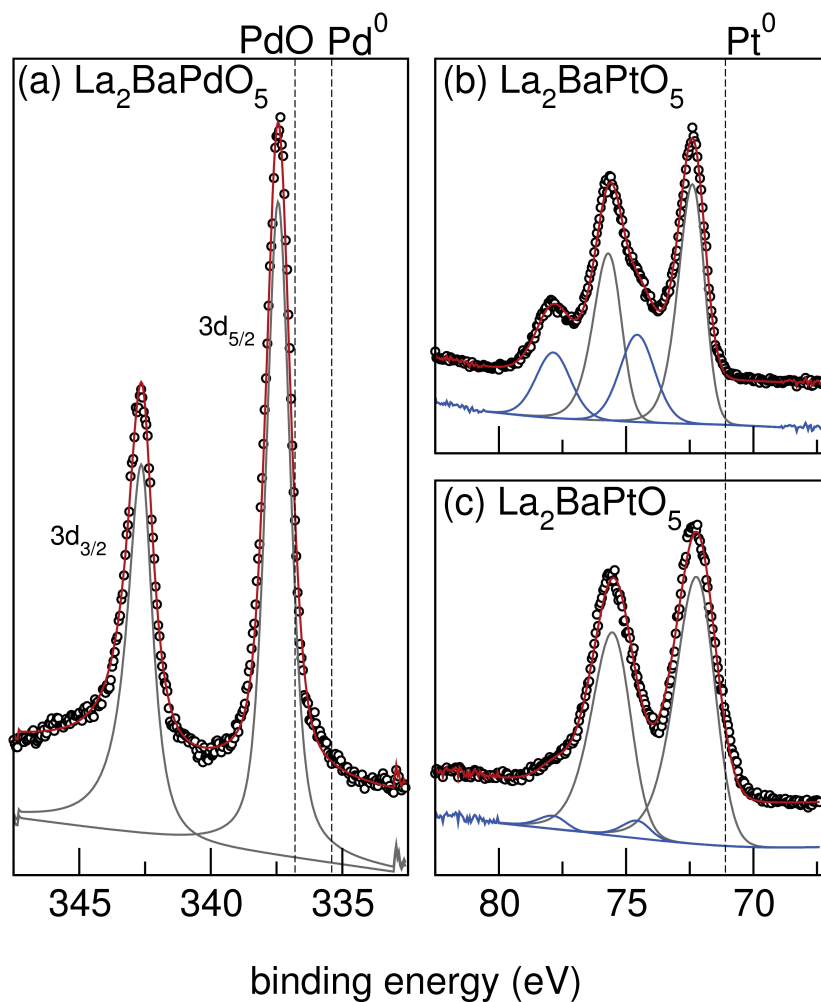 PdO Pd⁰ Pt⁰
(a) La₂BaPdO₅
(b) La₂BaPtO₅
3d₅/₂
3d₃/₂
(c) La₂BaPtO₅
345 340 335
80 75 70
binding energy (eV)